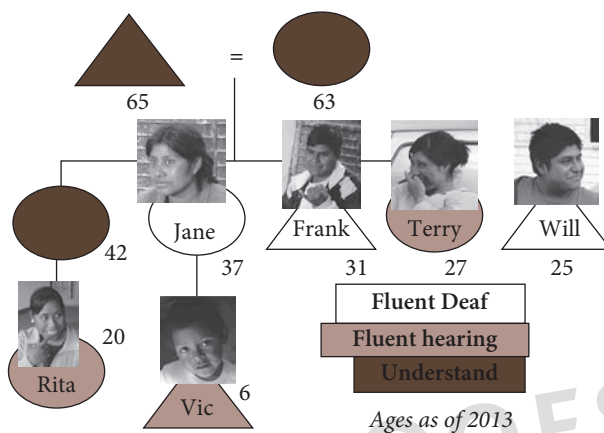 =
65
63
Jane
Frank
Terry
Will
42
37
31
27
25
Fluent Deaf
Fluent hearing
Understand
20
Rita
Vic
6
Ages as of 2013